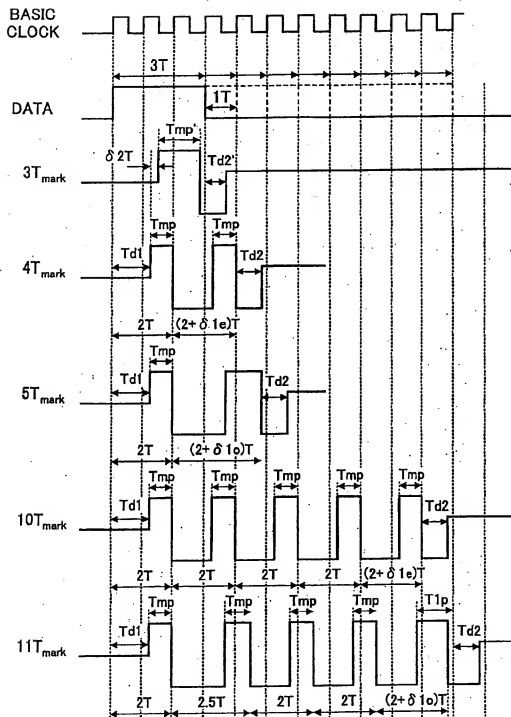 BASIC
CLOCK
3T
DATA
1T
Tmp'
δ 2T
Td2'
3Tmark
Tmp Tmp
Td1 Td2
4Tmark
2T (2+δ 1e)T
Tmp
Td1 Td2
5Tmark
2T (2+δ 1o)T
Tmp Tmp Tmp Tmp Tmp
Td1 Td2
10Tmark
2T 2T 2T 2T (2+δ 1e)T
Tmp Tmp Tmp Tmp T1p
Td1 Td2
11Tmark
2T 2.5T 2T 2T (2+δ 1o)T